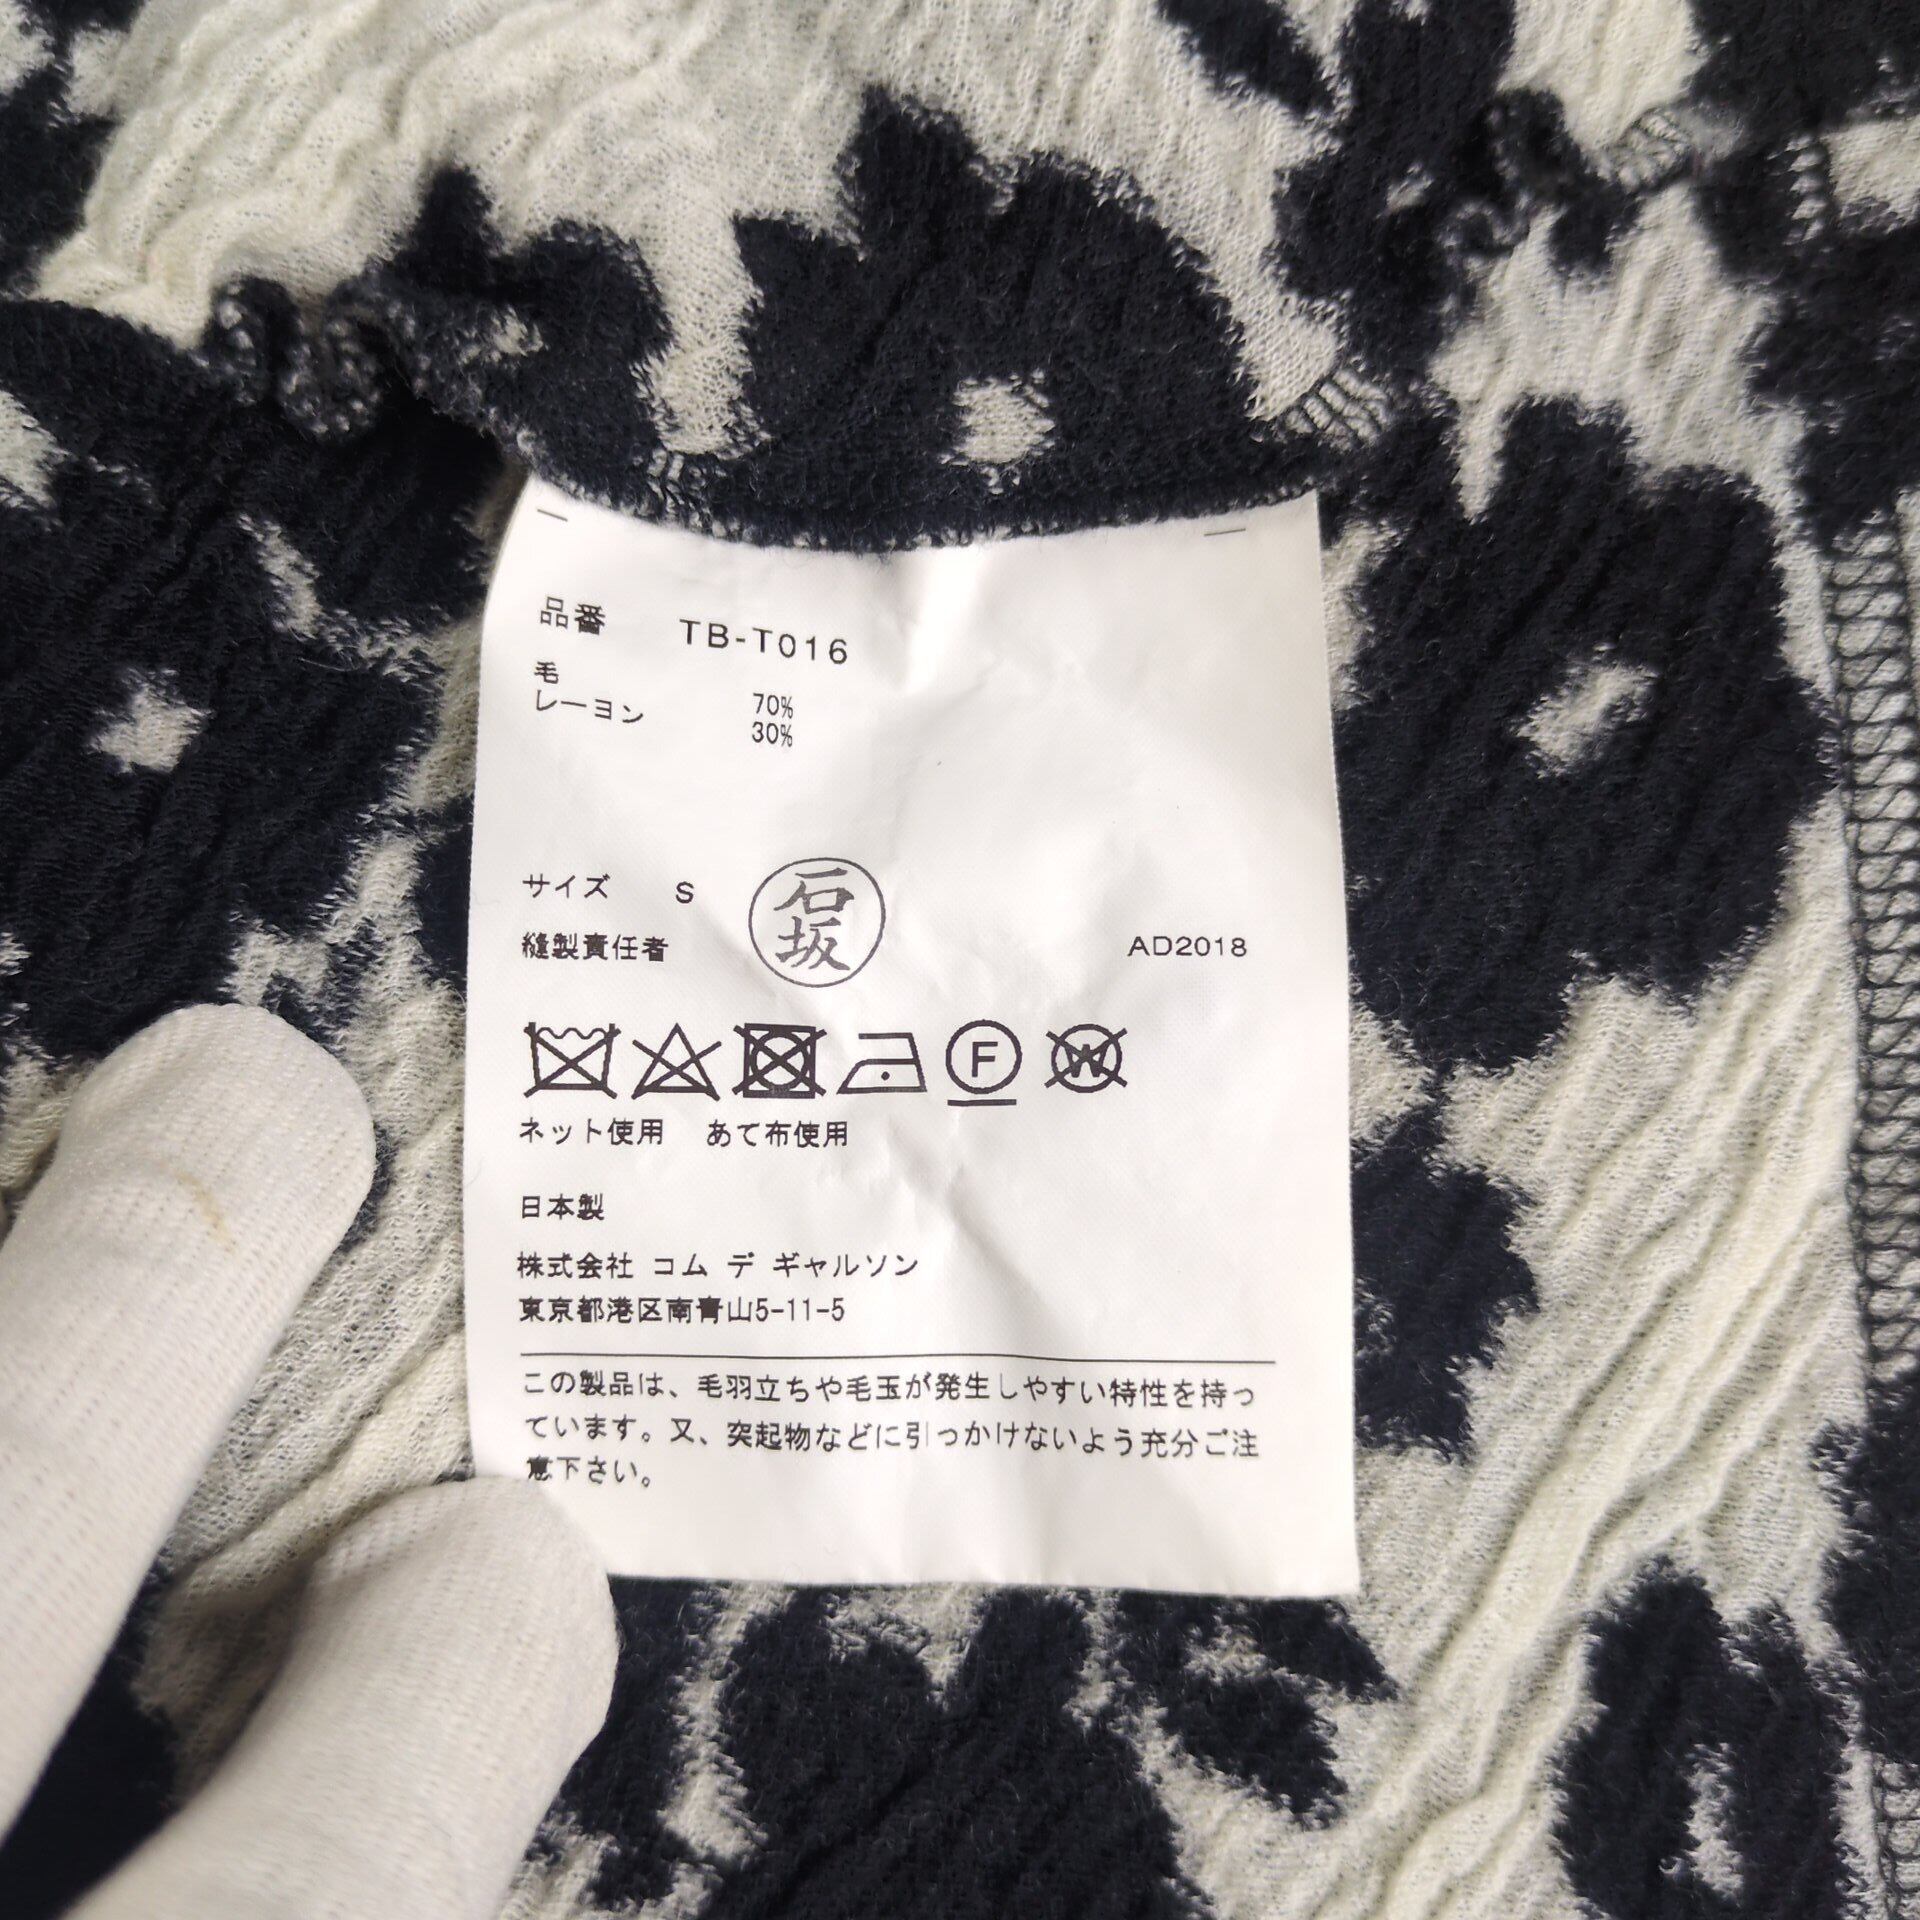 品番 TB-T016
毛 70%
レーヨン 30%
サイズ S
石
坂
縫製責任者
AD2018
F
W
ネット使用 あて布使用
日本製
株式会社 コム デ ギャルソン
東京都港区南青山5-11-5
この製品は、毛羽立ちや毛玉が発生しやすい特性を持っ
ています。又、突起物などに引っかけないよう充分ご注
意下さい。